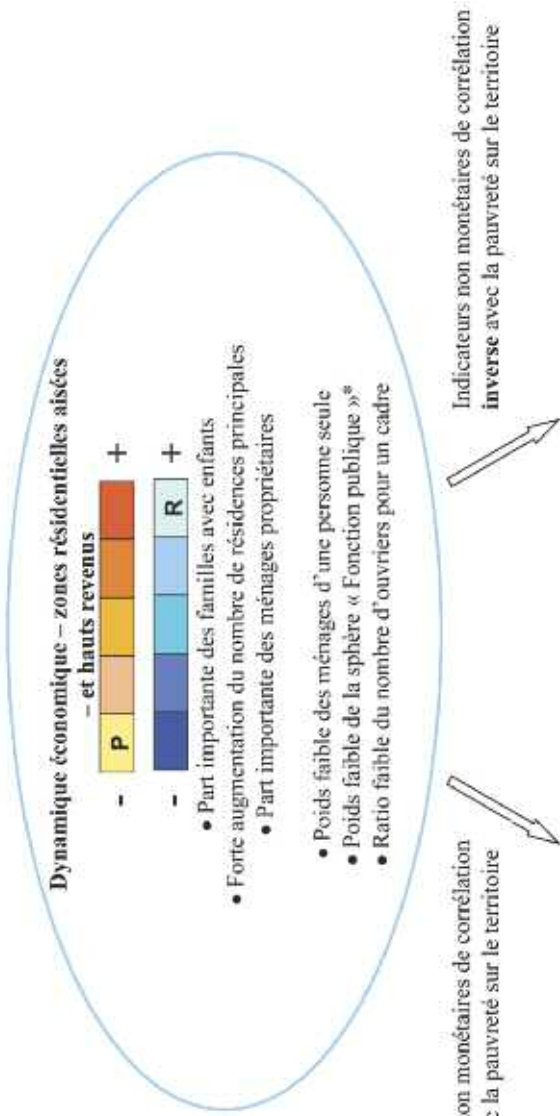 Dynamique économique – zones résidentielles aisées
– et hauts revenus
- P +
- R +
• Part importante des familles avec enfants
• Forte augmentation du nombre de résidences principales
• Part importante des ménages propriétaires
• Poids faible des ménages d’une personne seule
• Poids faible de la sphère « Fonction publique »*
• Ratio faible du nombre d’ouvriers pour un cadre
on monétaires de corrélation
la pauvreté sur le territoire
Indicateurs non monétaires de corrélation
inverse avec la pauvreté sur le territoire